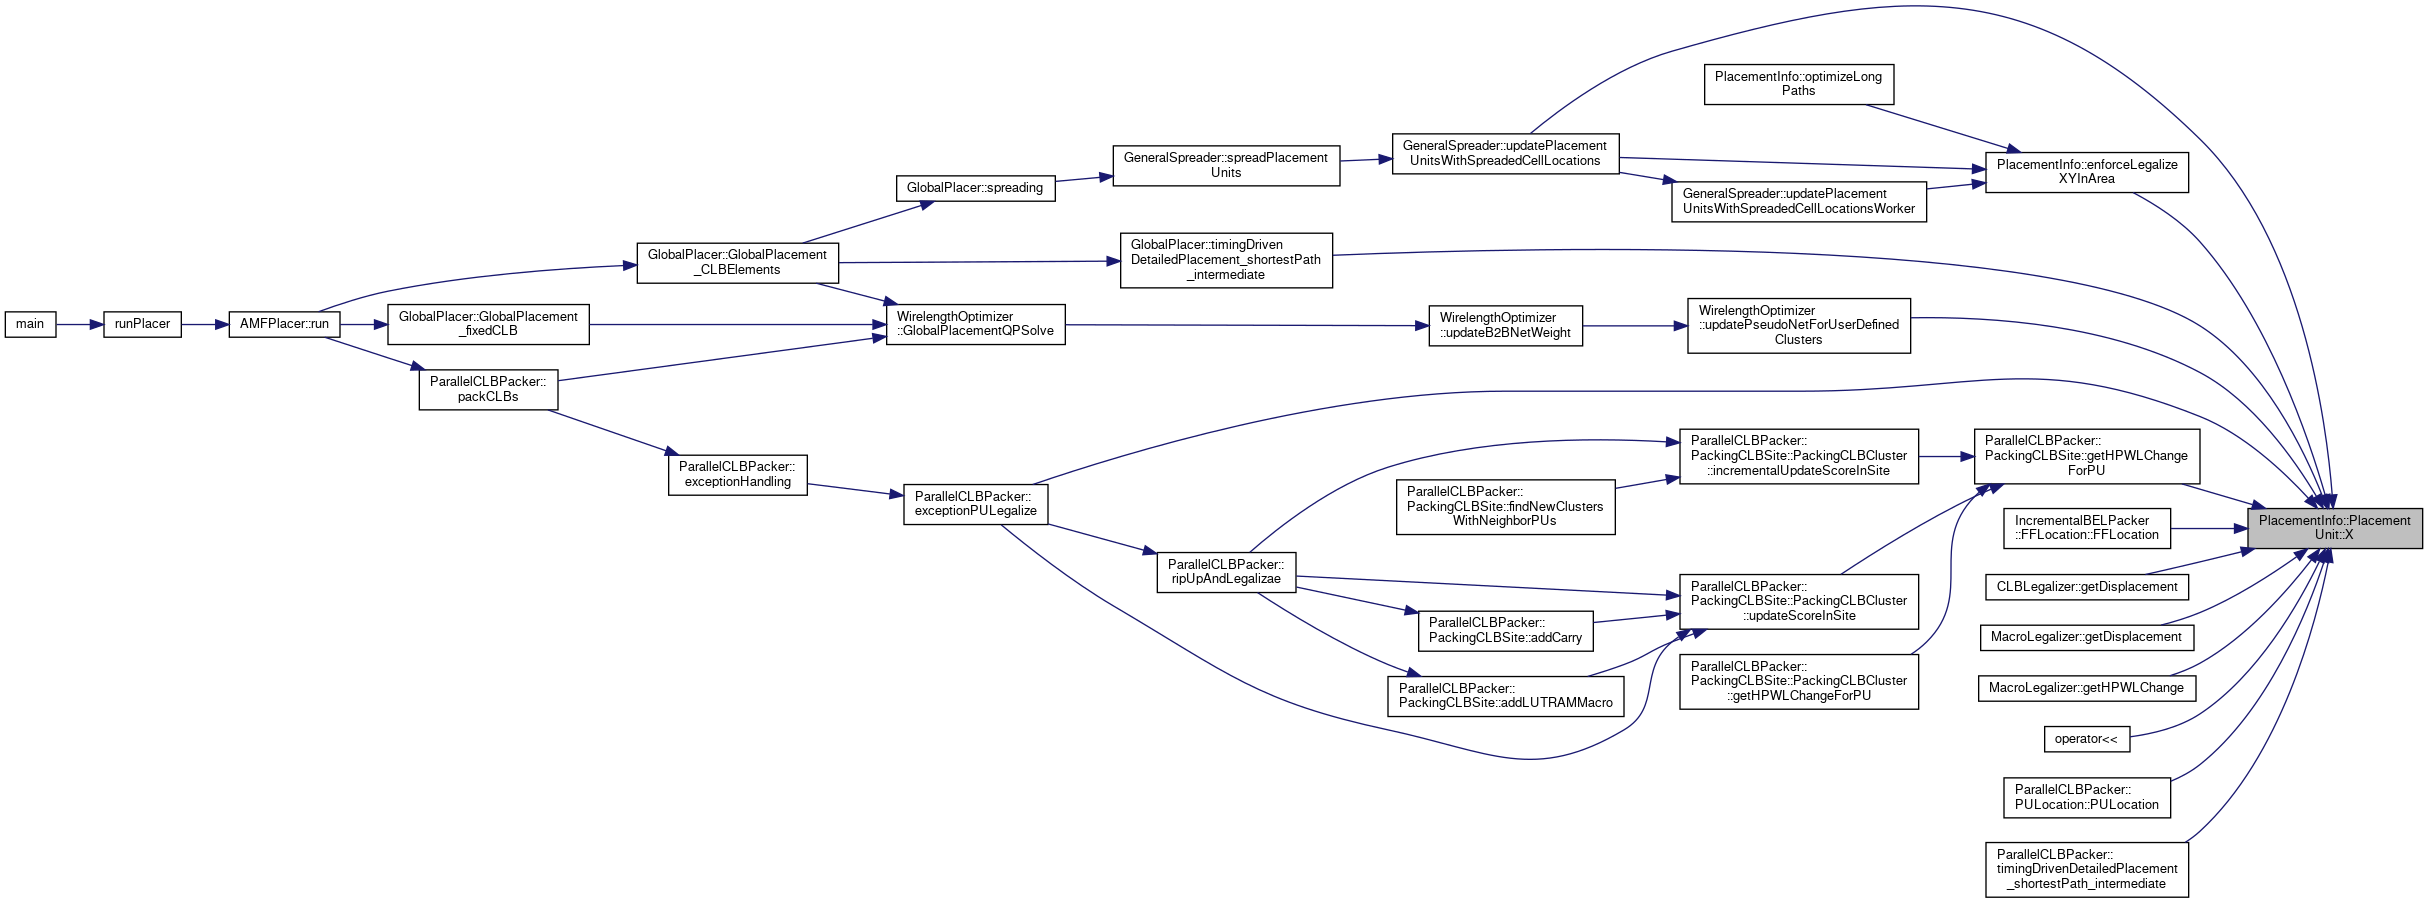 main
runPlacer
AMFPlacer::run
GlobalPlacer::GlobalPlacement
_CLBElements
GlobalPlacer::GlobalPlacement
_fixedCLB
ParallelCLBPacker::
packCLBs
GlobalPlacer::spreading
WirelengthOptimizer
::GlobalPlacementQPSolve
ParallelCLBPacker::
exceptionHandling
GeneralSpreader::spreadPlacement
Units
GlobalPlacer::timingDriven
DetailedPlacement_shortestPath
_intermediate
ParallelCLBPacker::
exceptionPULegalize
ParallelCLBPacker::
ripUpAndLegalizae
GeneralSpreader::updatePlacement
UnitsWithSpreadedCellLocations
WirelengthOptimizer
::updateB2BNetWeight
ParallelCLBPacker::
PackingCLBSite::findNewClusters
WithNeighborPUs
ParallelCLBPacker::
PackingCLBSite::addCarry
ParallelCLBPacker::
PackingCLBSite::addLUTRAMMacro
PlacementInfo::optimizeLong
Paths
GeneralSpreader::updatePlacement
UnitsWithSpreadedCellLocationsWorker
WirelengthOptimizer
::updatePseudoNetForUserDefined
Clusters
ParallelCLBPacker::
PackingCLBSite::PackingCLBCluster
::incrementalUpdateScoreInSite
ParallelCLBPacker::
PackingCLBSite::PackingCLBCluster
::updateScoreInSite
ParallelCLBPacker::
PackingCLBSite::PackingCLBCluster
::getHPWLChangeForPU
PlacementInfo::enforceLegalize
XYInArea
ParallelCLBPacker::
PackingCLBSite::getHPWLChange
ForPU
IncrementalBELPacker
::FFLocation::FFLocation
CLBLegalizer::getDisplacement
MacroLegalizer::getDisplacement
MacroLegalizer::getHPWLChange
operator<<
ParallelCLBPacker::
PULocation::PULocation
ParallelCLBPacker::
timingDrivenDetailedPlacement
_shortestPath_intermediate
PlacementInfo::Placement
Unit::X